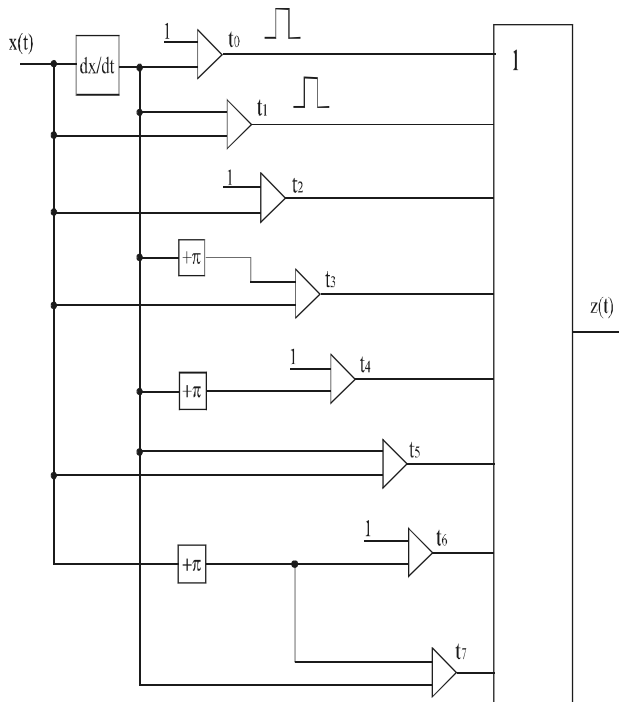 x(t)
dx/dt
1
t0
1
t1
1
t2
+π
t3
z(t)
1
t4
+π
t5
1
t6
+π
t7